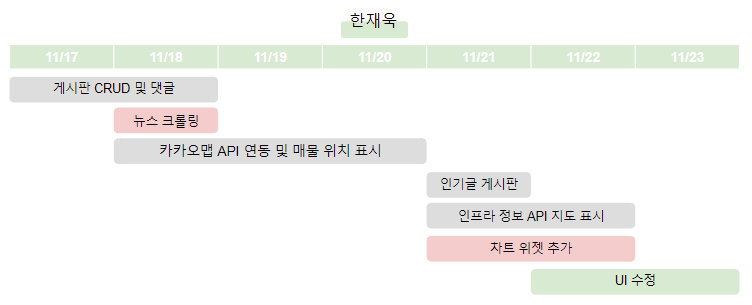 한재욱
11/17 11/18 11/19 11/20 11/21 11/22 11/23
게시판 CRUD 및 댓글
뉴스 크롤링
카카오맵 API 연동 및 매물 위치 표시
인기글 게시판
인프라 정보 API 지도 표시
차트 위젯 추가
UI 수정